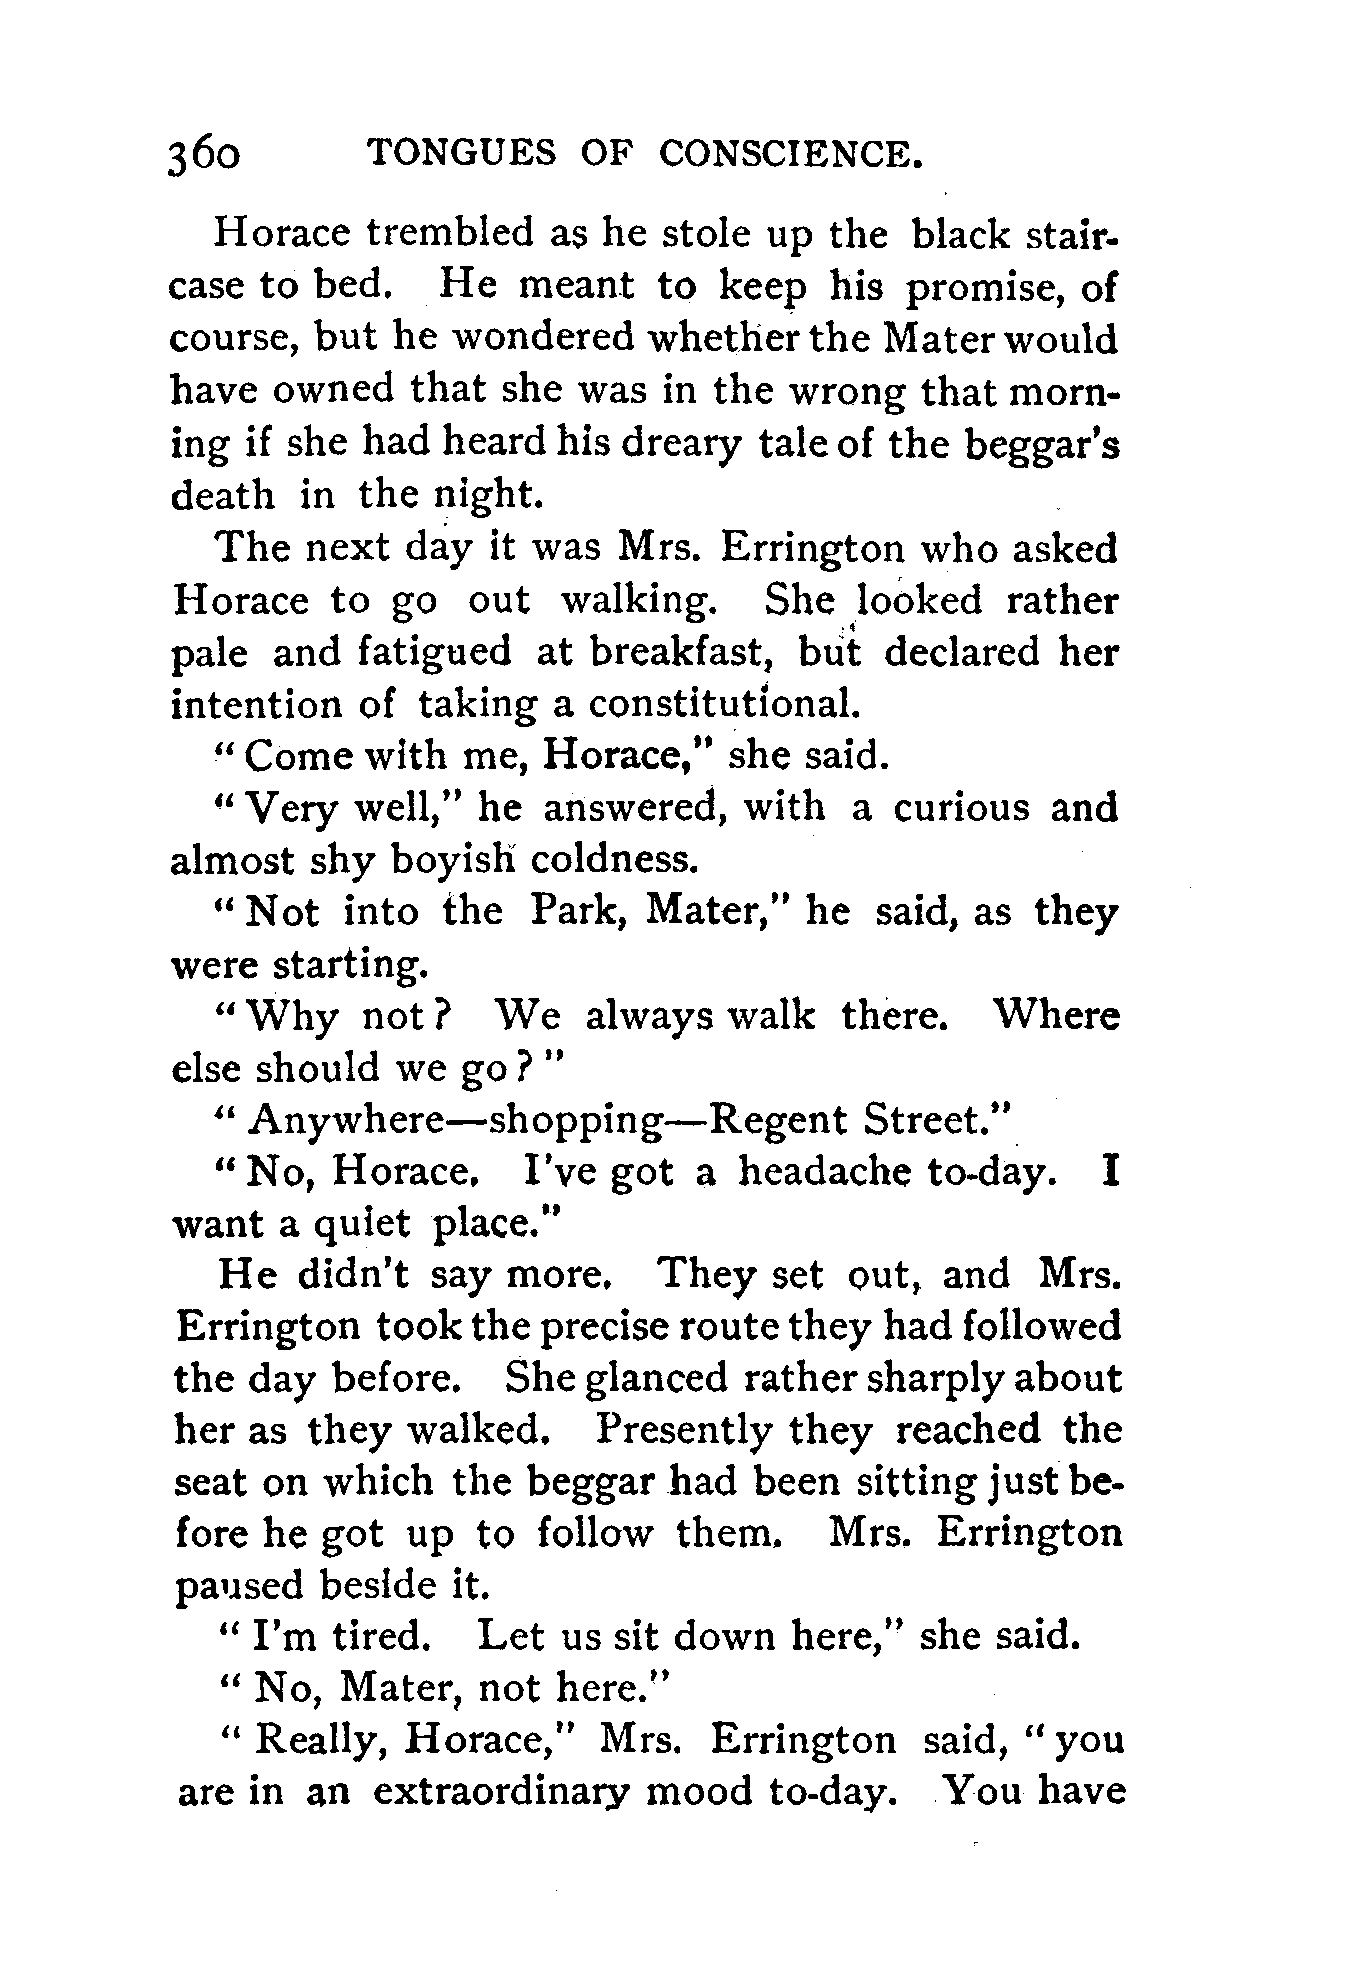 360 TONGUES OF CONSCIENCE.
Horace trembled as he stole up the black stair-
case to bed. He meant to keep his promise, of
course, but he wondered whether the Mater would
have owned that she was in the wrong that morn-
ing if she had heard his dreary tale of the beggar's
death in the night.
The next day it was Mrs. Errington who asked
Horace to go out walking. She looked rather
pale and fatigued at breakfast, but declared her
intention of taking a constitutional.
"Come with me, Horace," she said.
"Very well," he answered, with a curious and
almost shy boyish coldness.
"Not into the Park, Mater," he said, as they
were starting.
"Why not? We always walk there. Where
else should we go?"
"Anywhere—shopping—Regent Street."
"No, Horace. I've got a headache to-day. I
want a quiet place."
He didn't say more. They set out, and Mrs.
Errington took the precise route they had followed
the day before. She glanced rather sharply about
her as they walked. Presently they reached the
seat on which the beggar had been sitting just be-
fore he got up to follow them. Mrs. Errington
paused beside it.
"I'm tired. Let us sit down here," she said.
"No, Mater, not here."
"Really, Horace," Mrs. Errington said, "you
are in an extraordinary mood to-day. You have